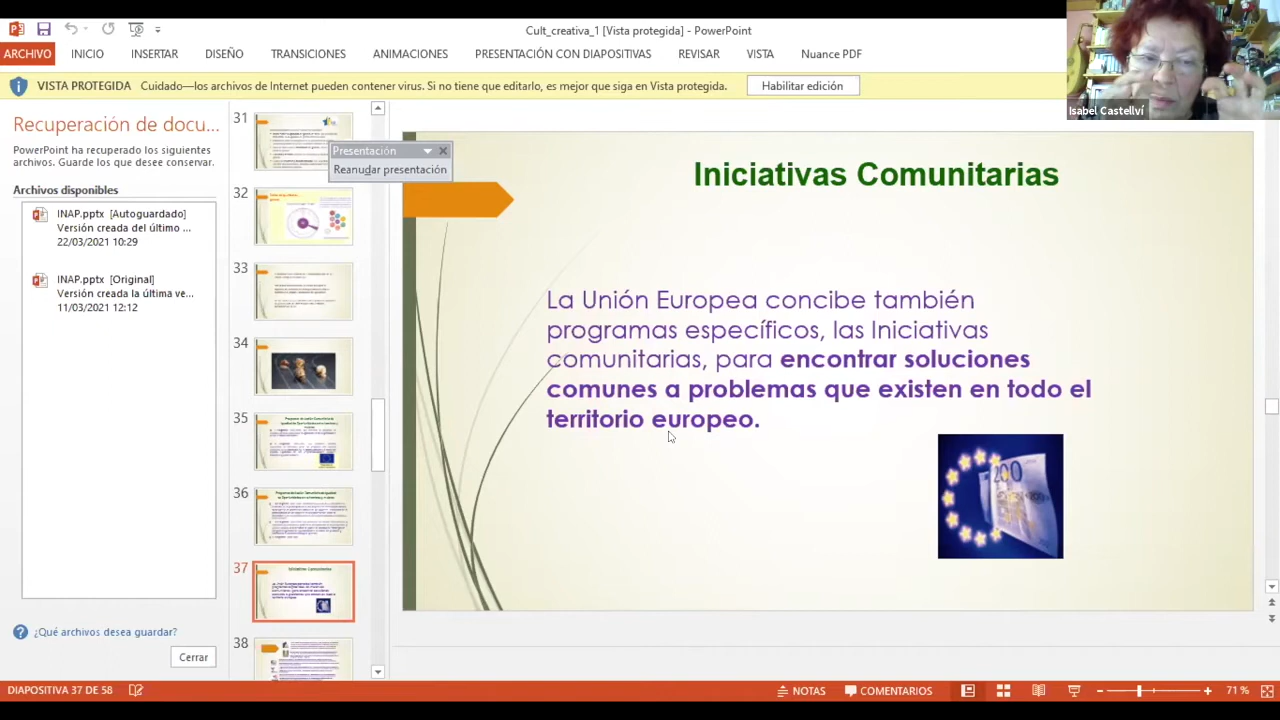 Cult_creativa_1 [Vista protegida] - PowerPoint
ARCHIVO INICIO INSERTAR DISEÑO TRANSICIONES ANIMACIONES PRESENTACIÓN CON DIAPOSITIVAS REVISAR VISTA Nuance PDF
VISTA PROTEGIDA Cuidado—los archivos de Internet pueden contener virus. Si no tiene que editarlo, es mejor que siga en Vista protegida. Habilitar edición
Isabel Castellví
Recuperación de docu...
PowerPoint ha recuperado los siguientes
archivos. Guarde los que desee conservar.
Archivos disponibles
INAP.pptx [Autoguardado]
Versión creada del último ...
22/03/2021 10:29
INAP.pptx [Original]
Versión creada la última ve...
11/03/2021 12:12
¿Qué archivos desea guardar?
Cerrar
31
Presentación
Reanudar presentación
32
33
34
35
36
37
38
Iniciativas Comunitarias
La Unión Europea concibe también
programas específicos, las Iniciativas
comunitarias, para encontrar soluciones
comunes a problemas que existen en todo el
territorio europeo.
200
DIAPOSITIVA 37 DE 58 NOTAS COMENTARIOS 71 %